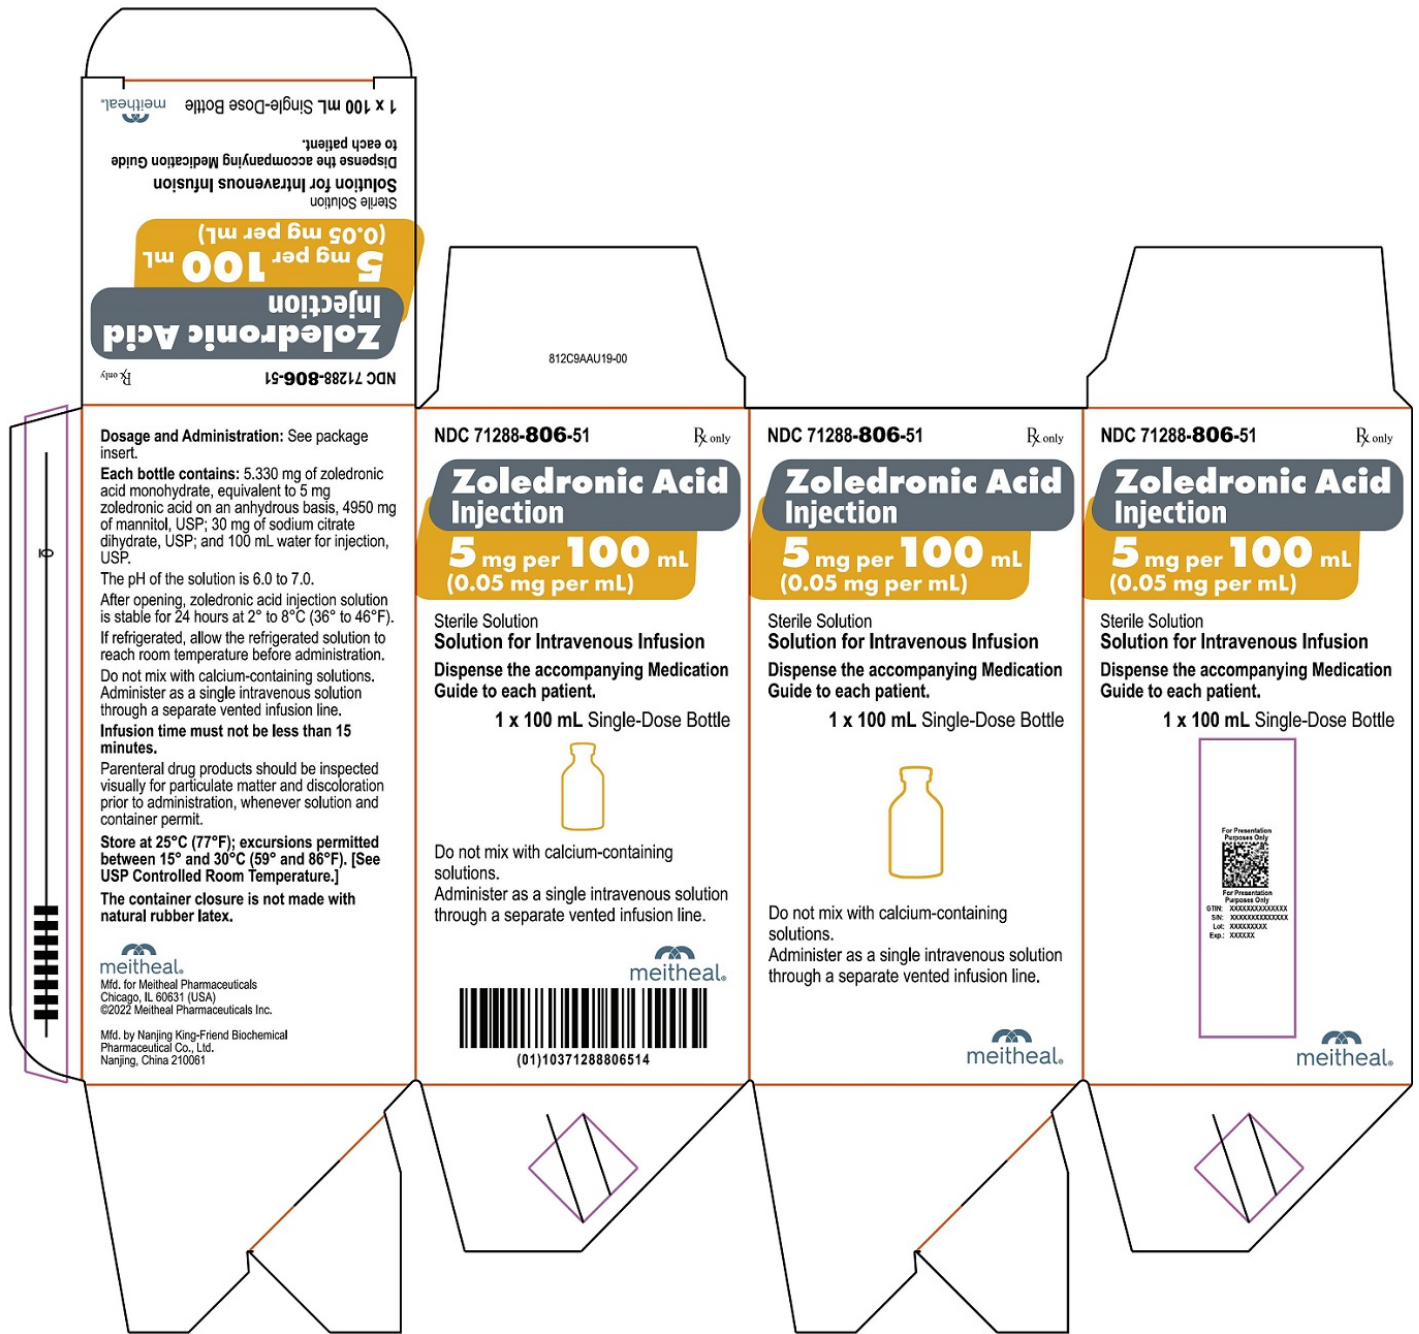 1 x 100 mL Single-Dose Bottle
meitheal®
Dispense the accompanying Medication Guide
to each patient.
Solution for Intravenous Infusion
Sterile Solution
(0.05 mg per mL)
5 mg per 100 mL
Injection
Zoledronic Acid
NDC 71288-806-51
Rx only
812C9AAU19-00
Dosage and Administration: See package
insert.
Each bottle contains: 5.330 mg of zoledronic
acid monohydrate, equivalent to 5 mg
zoledronic acid on an anhydrous basis, 4950 mg
of mannitol, USP; 30 mg of sodium citrate
dihydrate, USP; and 100 mL water for injection,
USP.
The pH of the solution is 6.0 to 7.0.
After opening, zoledronic acid injection solution
is stable for 24 hours at 2° to 8°C (36° to 46°F).
If refrigerated, allow the refrigerated solution to
reach room temperature before administration.
Do not mix with calcium-containing solutions.
Administer as a single intravenous solution
through a separate vented infusion line.
Infusion time must not be less than 15
minutes.
Parenteral drug products should be inspected
visually for particulate matter and discoloration
prior to administration, whenever solution and
container permit.
Store at 25°C (77°F); excursions permitted
between 15° and 30°C (59° and 86°F). [See
USP Controlled Room Temperature.]
The container closure is not made with
natural rubber latex.
meitheal®
Mfd. for Meitheal Pharmaceuticals
Chicago, IL 60631 (USA)
©2022 Meitheal Pharmaceuticals Inc.
Mfd. by Nanjing King-Friend Biochemical
Pharmaceutical Co., Ltd.
Nanjing, China 210061
NDC 71288-806-51
Rx only
Zoledronic Acid
Injection
5 mg per 100 mL
(0.05 mg per mL)
Sterile Solution
Solution for Intravenous Infusion
Dispense the accompanying Medication
Guide to each patient.
1 x 100 mL Single-Dose Bottle
Do not mix with calcium-containing
solutions.
Administer as a single intravenous solution
through a separate vented infusion line.
meitheal®
(01)10371288806514
NDC 71288-806-51
Rx only
Zoledronic Acid
Injection
5 mg per 100 mL
(0.05 mg per mL)
Sterile Solution
Solution for Intravenous Infusion
Dispense the accompanying Medication
Guide to each patient.
1 x 100 mL Single-Dose Bottle
Do not mix with calcium-containing
solutions.
Administer as a single intravenous solution
through a separate vented infusion line.
meitheal®
NDC 71288-806-51
Rx only
Zoledronic Acid
Injection
5 mg per 100 mL
(0.05 mg per mL)
Sterile Solution
Solution for Intravenous Infusion
Dispense the accompanying Medication
Guide to each patient.
1 x 100 mL Single-Dose Bottle
For Presentation
Purposes Only
For Presentation
Purposes Only
GTIN: XXXXXXXXXXXXXX
S/N: XXXXXXXXXXXXXX
Lot: XXXXXXXXX
Exp.: XXXXXX
meitheal®